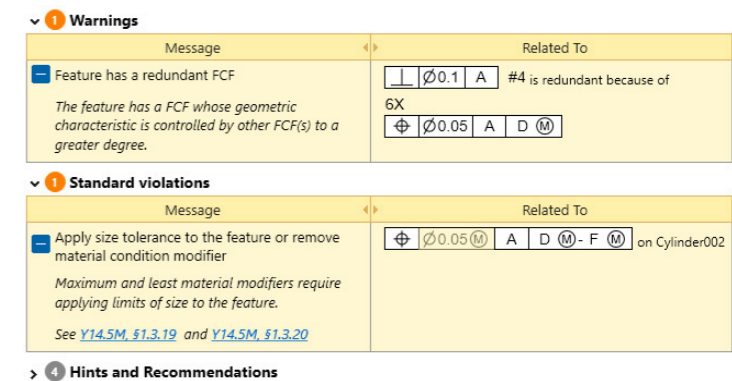 1 Warnings
Message Related To
Feature has a redundant FCF
⊥ Ø0.1 A #4 is redundant because of
The feature has a FCF whose geometric
characteristic is controlled by other FCF(s) to a
greater degree.
6X
⌖ Ø0.05 A D Ⓜ
1 Standard violations
Message Related To
Apply size tolerance to the feature or remove
material condition modifier
⌖ Ø0.05Ⓜ A D Ⓜ- F Ⓜ on Cylinder002
Maximum and least material modifiers require
applying limits of size to the feature.
See Y14.5M, §1.3.19 and Y14.5M, §1.3.20
4 Hints and Recommendations